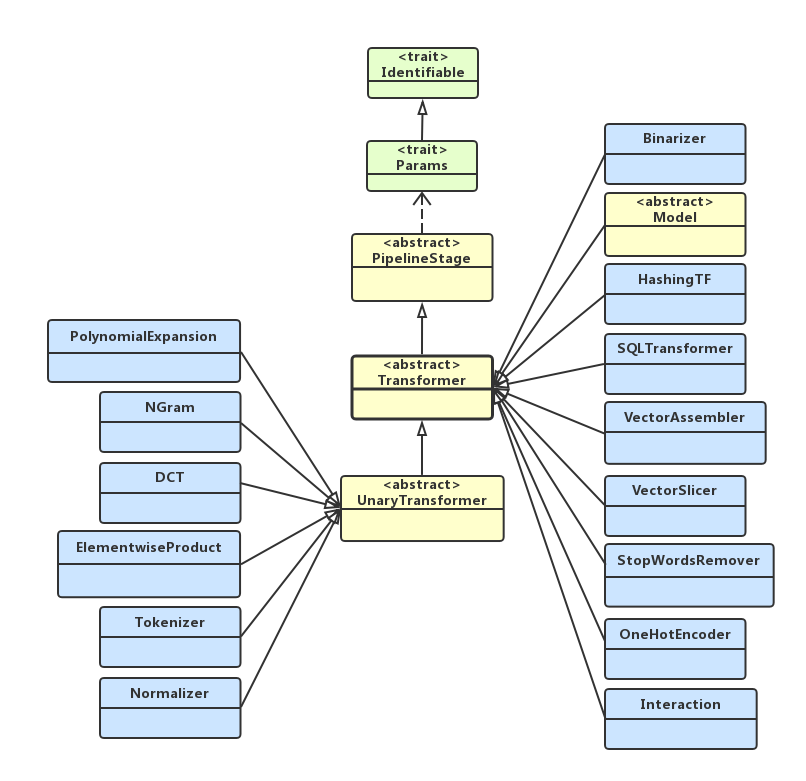 <trait>
Identifiable
<trait>
Params
<abstract>
PipelineStage
<abstract>
Transformer
<abstract>
UnaryTransformer
PolynomialExpansion
NGram
DCT
ElementwiseProduct
Tokenizer
Normalizer
Binarizer
<abstract>
Model
HashingTF
SQLTransformer
VectorAssembler
VectorSlicer
StopWordsRemover
OneHotEncoder
Interaction